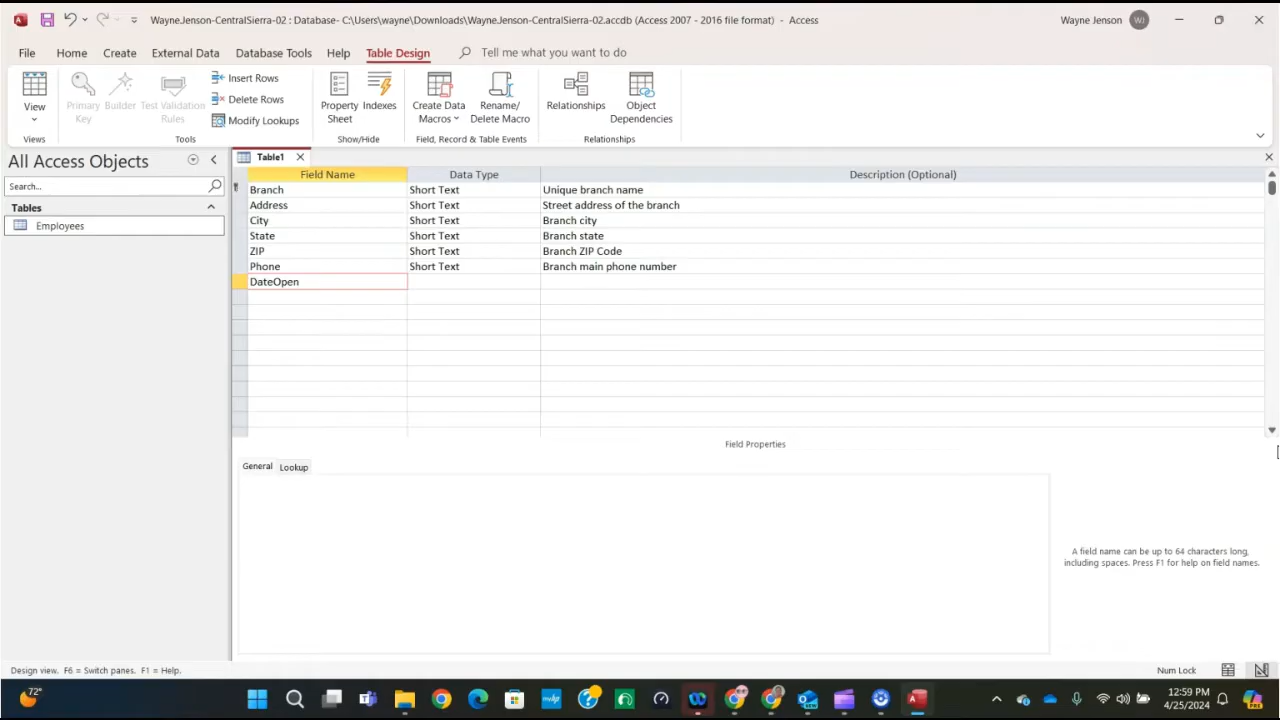 WayneJenson-CentralSierra-02 : Database- C:\Users\wayne\Downloads\WayneJenson-CentralSierra-02.accdb (Access 2007 - 2016 file format) - Access
Wayne Jenson WJ
File Home Create External Data Database Tools Help Table Design Tell me what you want to do
View
Primary Key
Builder
Test Validation Rules
Insert Rows
Delete Rows
Modify Lookups
Property Sheet
Indexes
Create Data Macros
Rename/ Delete Macro
Relationships
Object Dependencies
Views Tools Show/Hide Field, Record & Table Events Relationships
All Access Objects
Search...
Tables
Employees
Table1
Field Name Data Type Description (Optional)
Branch Short Text Unique branch name
Address Short Text Street address of the branch
City Short Text Branch city
State Short Text Branch state
ZIP Short Text Branch ZIP Code
Phone Short Text Branch main phone number
DateOpen
Field Properties
General Lookup
A field name can be up to 64 characters long,
including spaces. Press F1 for help on field names.
Design view. F6 = Switch panes. F1 = Help.
Num Lock
72°
12:59 PM
4/25/2024